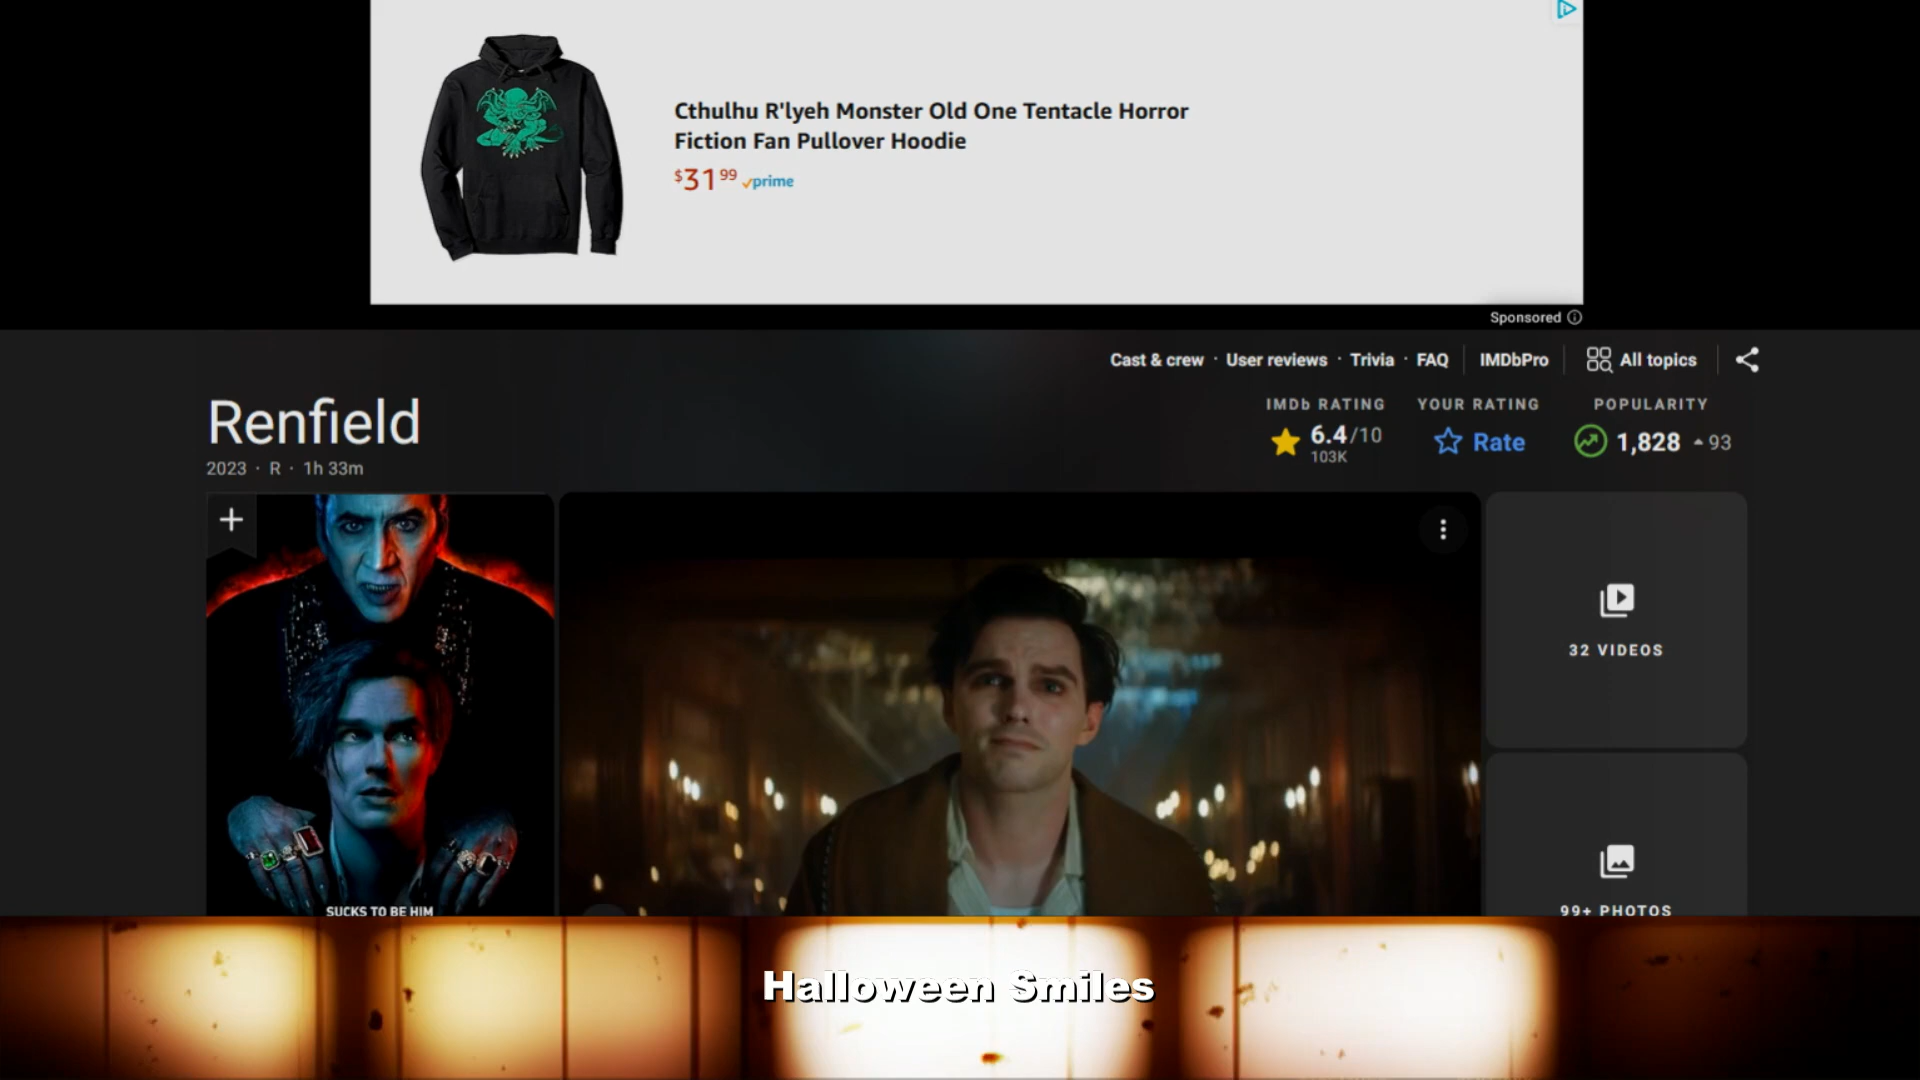 Cthulhu R'lyeh Monster Old One Tentacle Horror
Fiction Fan Pullover Hoodie
$31 99 prime
Sponsored
Cast & crew · User reviews · Trivia · FAQ IMDbPro All topics
Renfield
IMDb RATING YOUR RATING POPULARITY
6.4/10 Rate 1,828 93
103K
2023 · R · 1h 33m
32 VIDEOS
SUCKS TO BE HIM
99+ PHOTOS
Halloween Smiles